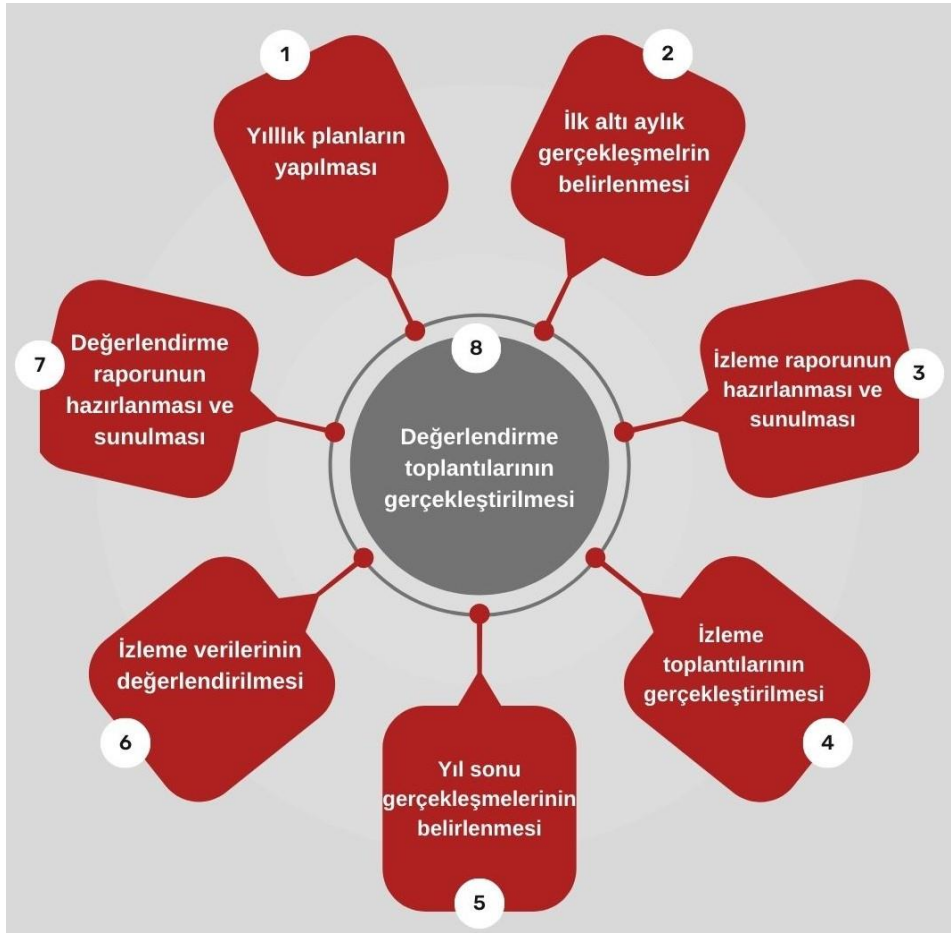 1
Yılllık planların
yapılması
2
İlk altı aylık
gerçekleşmelrin
belirlenmesi
3
İzleme raporunun
hazırlanması ve
sunulması
4
İzleme
toplantılarının
gerçekleştirilmesi
5
Yıl sonu
gerçekleşmelerinin
belirlenmesi
6
İzleme verilerinin
değerlendirilmesi
7
Değerlendirme
raporunun
hazırlanması ve
sunulması
8
Değerlendirme
toplantılarının
gerçekleştirilmesi